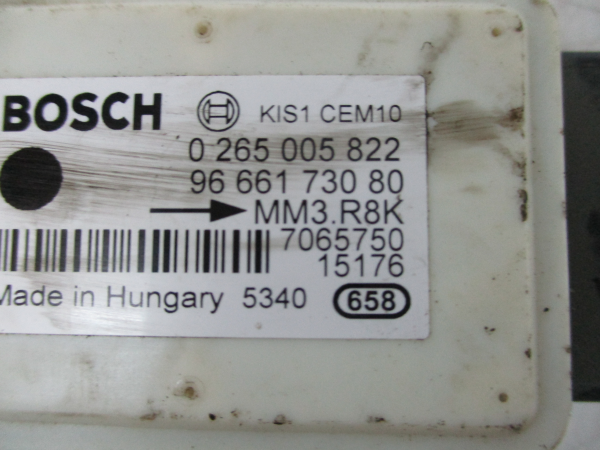 BOSCH KIS1 CEM10
0 265 005 822
96 661 730 80
MM3.R8K
7065750
15176
Made in Hungary 5340 658